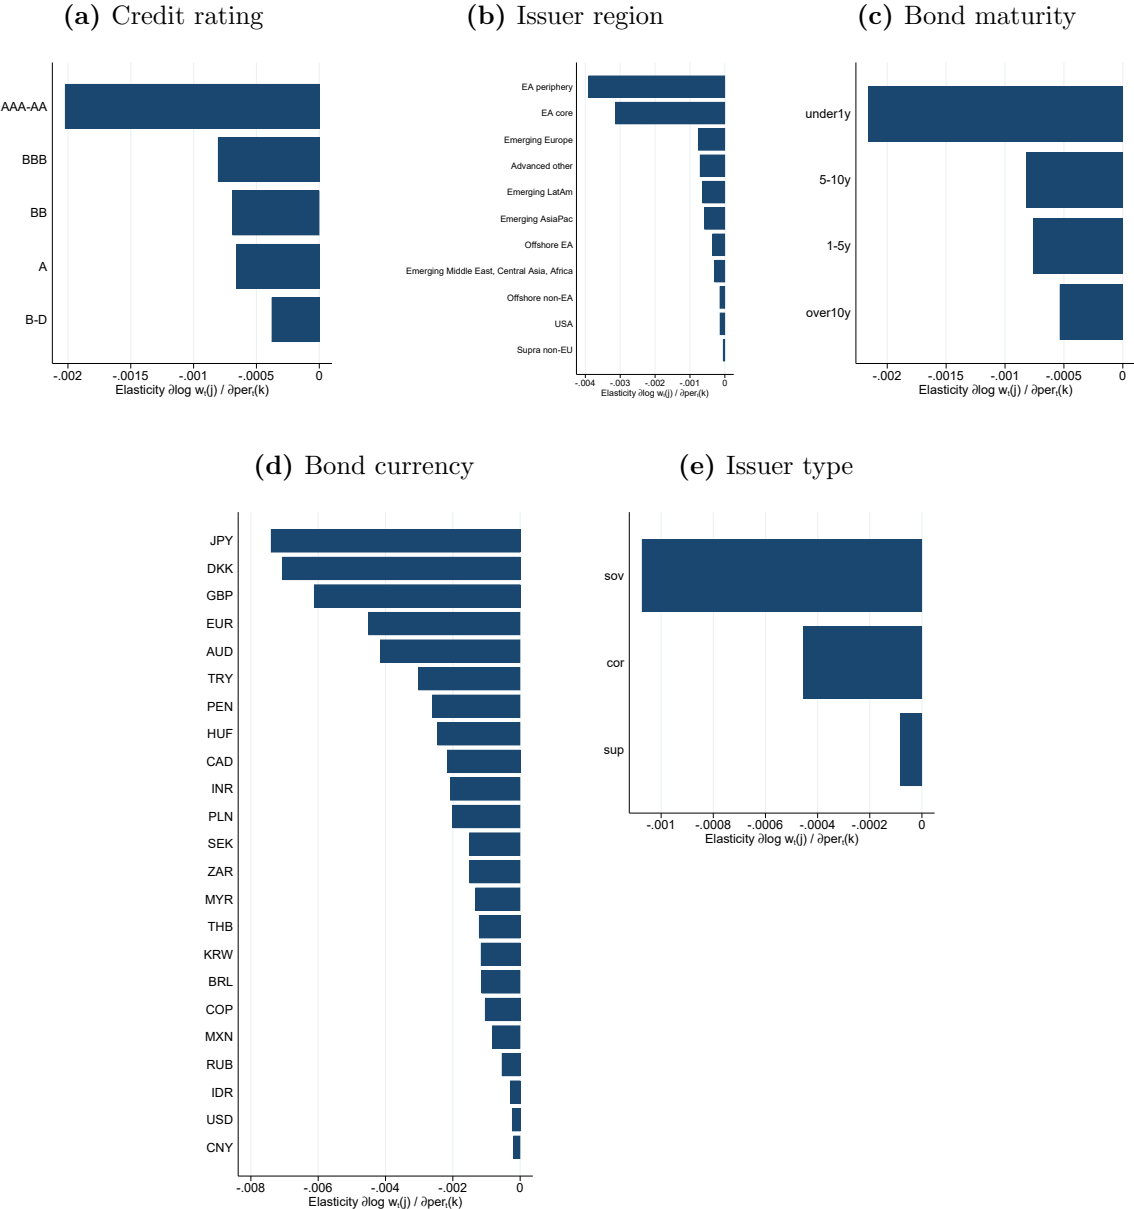 (a) Credit rating
AAA-AA
BBB
BB
A
B-D
-.002 -.0015 -.001 -.0005 0
Elasticity ∂log wₜ(j) / ∂perₜ(k)
(b) Issuer region
EA periphery
EA core
Emerging Europe
Advanced other
Emerging LatAm
Emerging AsiaPac
Offshore EA
Emerging Middle East, Central Asia, Africa
Offshore non-EA
USA
Supra non-EU
-.004 -.003 -.002 -.001 0
Elasticity ∂log wₜ(j) / ∂perₜ(k)
(c) Bond maturity
under1y
5-10y
1-5y
over10y
-.002 -.0015 -.001 -.0005 0
Elasticity ∂log wₜ(j) / ∂perₜ(k)
(d) Bond currency
JPY
DKK
GBP
EUR
AUD
TRY
PEN
HUF
CAD
INR
PLN
SEK
ZAR
MYR
THB
KRW
BRL
COP
MXN
RUB
IDR
USD
CNY
-.008 -.006 -.004 -.002 0
Elasticity ∂log wₜ(j) / ∂perₜ(k)
(e) Issuer type
sov
cor
sup
-.001 -.0008 -.0006 -.0004 -.0002 0
Elasticity ∂log wₜ(j) / ∂perₜ(k)